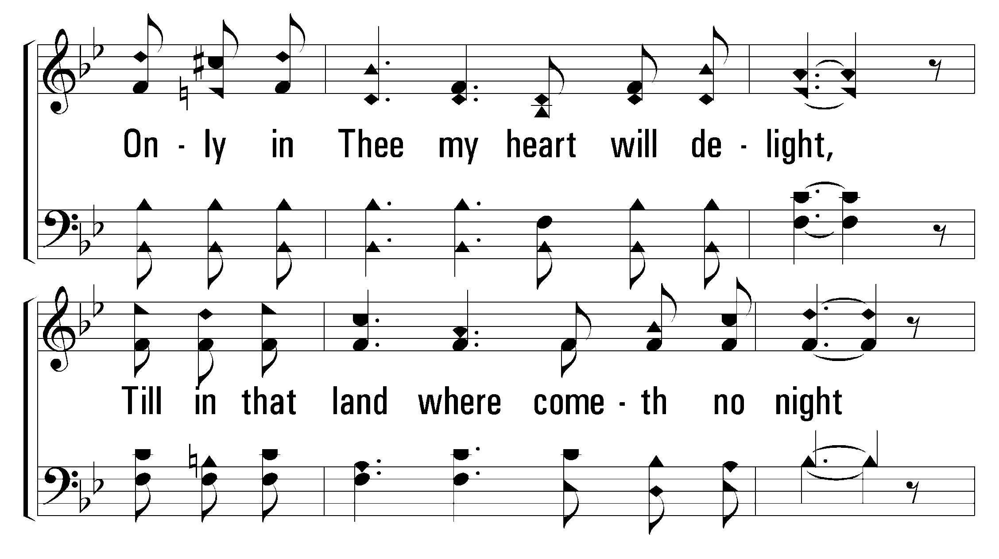 On - ly in Thee my heart will de - light,
Till in that land where come - th no night